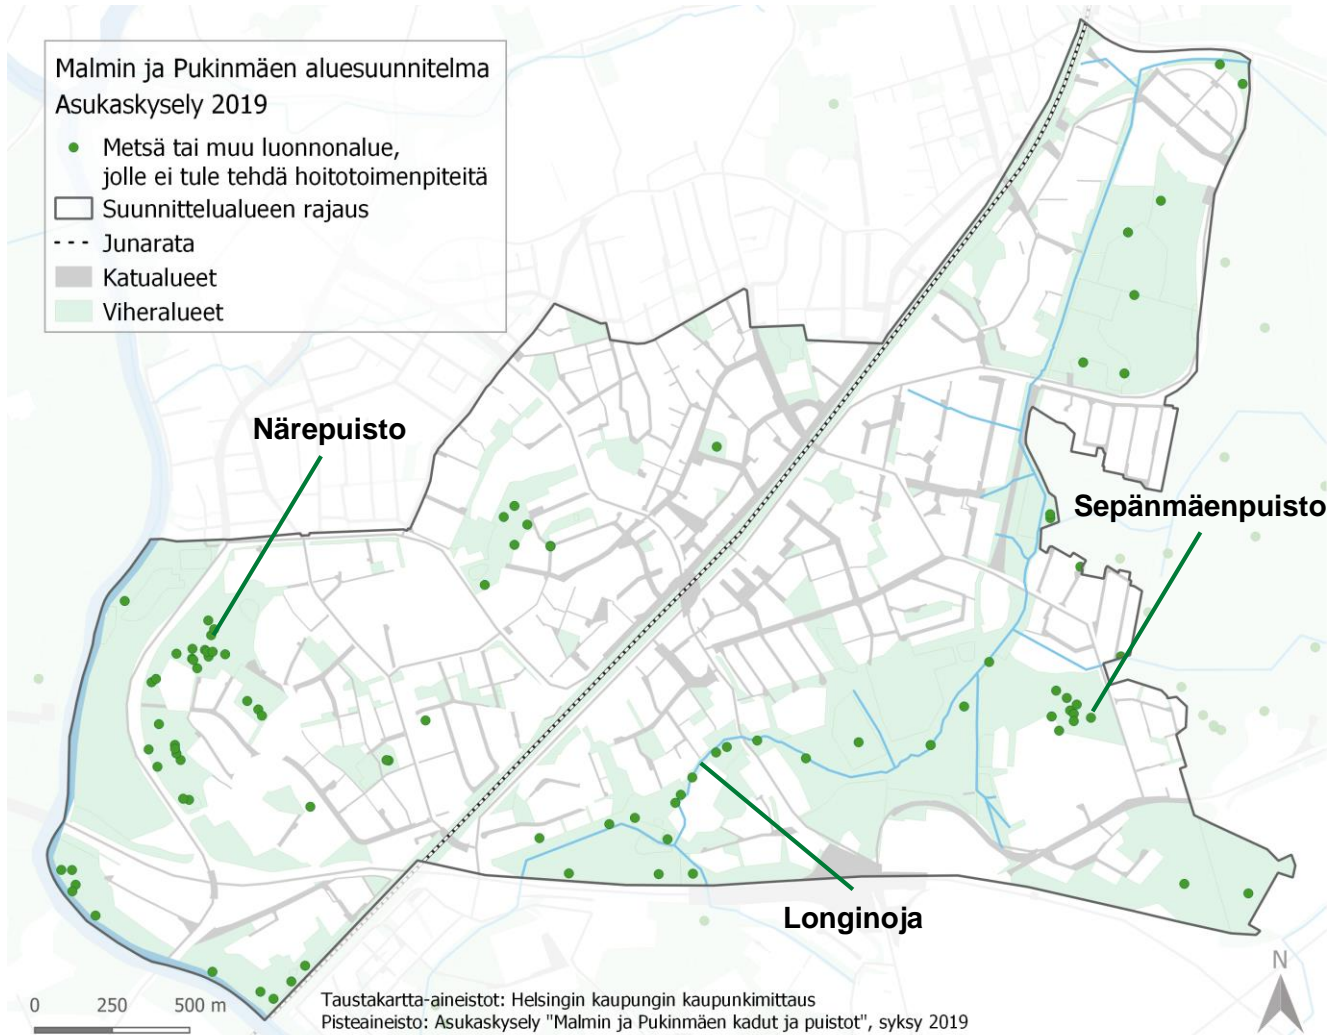 Malmin ja Pukinmäen aluesuunnitelma
Asukaskysely 2019
Metsä tai muu luonnonalue,
jolle ei tule tehdä hoitotoimenpiteitä
Suunnittelualueen rajaus
Junarata
Katualueet
Viheralueet
Närepuisto
Sepänmäenpuisto
Longinoja
N
0 250 500 m
Taustakartta-aineistot: Helsingin kaupungin kaupunkimittaus
Pisteaineisto: Asukaskysely "Malmin ja Pukinmäen kadut ja puistot", syksy 2019